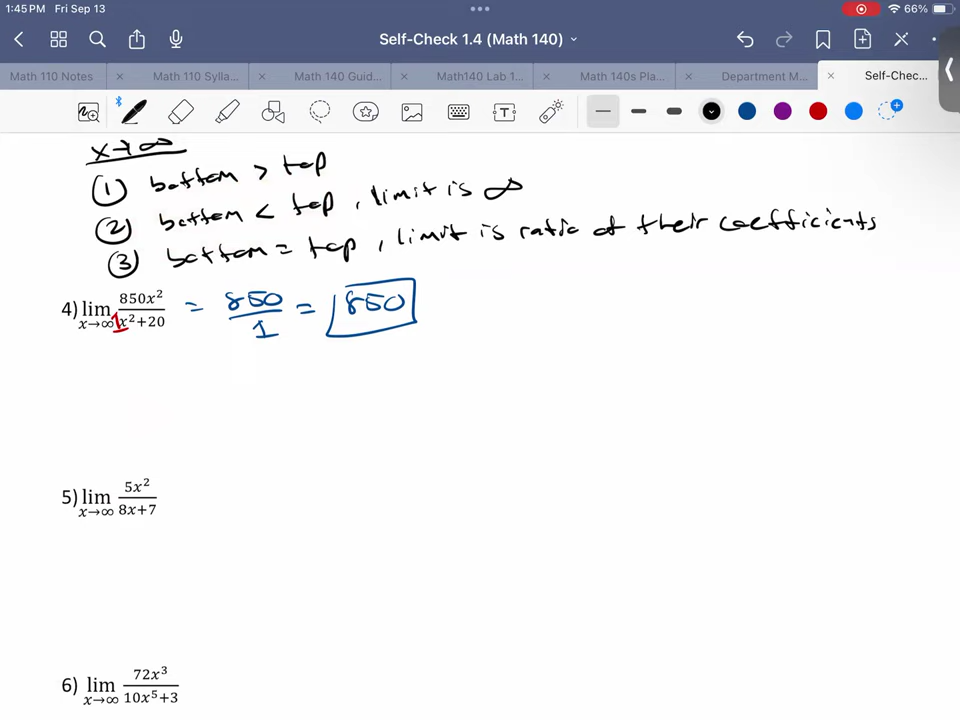 1:45 PM Fri Sep 13 66%
Self-Check 1.4 (Math 140)
Math 110 Notes Math 110 Sylla... Math 140 Guid... Math140 Lab 1... Math 140s Pla... Department M... Self-Chec...
x→∞
① bottom > top
② bottom < top, limit is ∞
③ bottom = top, limit is ratio of their coefficients
4) lim x→∞ 850x²/1x²+20 = 850/1 = 850
5) lim x→∞ 5x²/8x+7
6) lim x→∞ 72x³/10x⁵+3